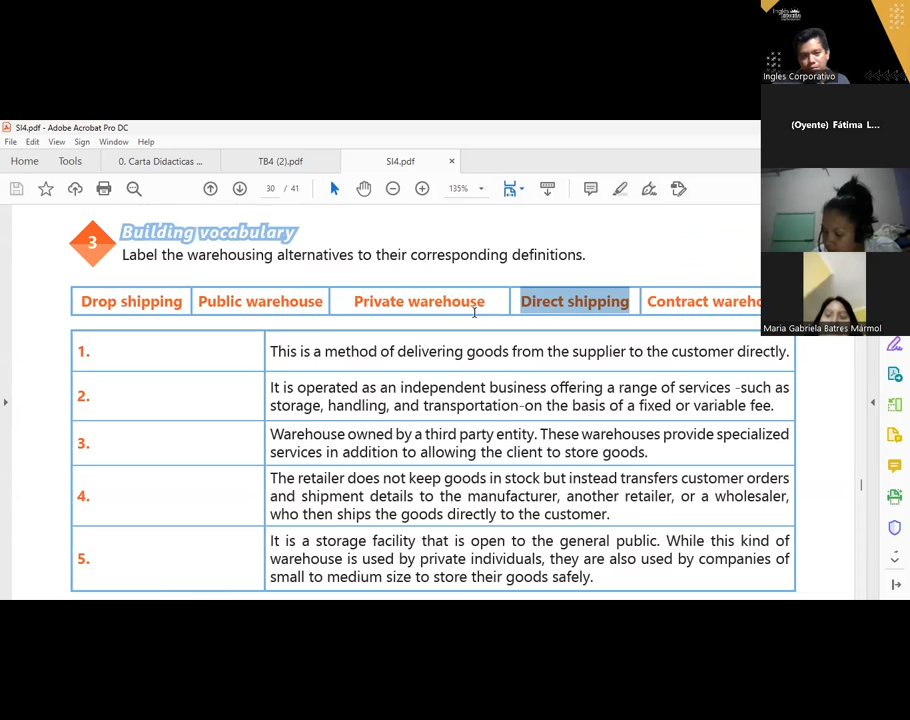 Ingles Corporativo
(Oyente) Fátima L...
Maria Gabriela Batres Marmol
SI4.pdf - Adobe Acrobat Pro DC
File Edit View Sign Window Help
Home Tools 0. Carta Didacticas ... TB4 (2).pdf SI4.pdf ×
30 / 41 135%
3 Building vocabulary
Label the warehousing alternatives to their corresponding definitions.
Drop shipping Public warehouse Private warehouse Direct shipping Contract wareho
1. This is a method of delivering goods from the supplier to the customer directly.
2. It is operated as an independent business offering a range of services -such as
storage, handling, and transportation-on the basis of a fixed or variable fee.
3. Warehouse owned by a third party entity. These warehouses provide specialized
services in addition to allowing the client to store goods.
4. The retailer does not keep goods in stock but instead transfers customer orders
and shipment details to the manufacturer, another retailer, or a wholesaler,
who then ships the goods directly to the customer.
5. It is a storage facility that is open to the general public. While this kind of
warehouse is used by private individuals, they are also used by companies of
small to medium size to store their goods safely.